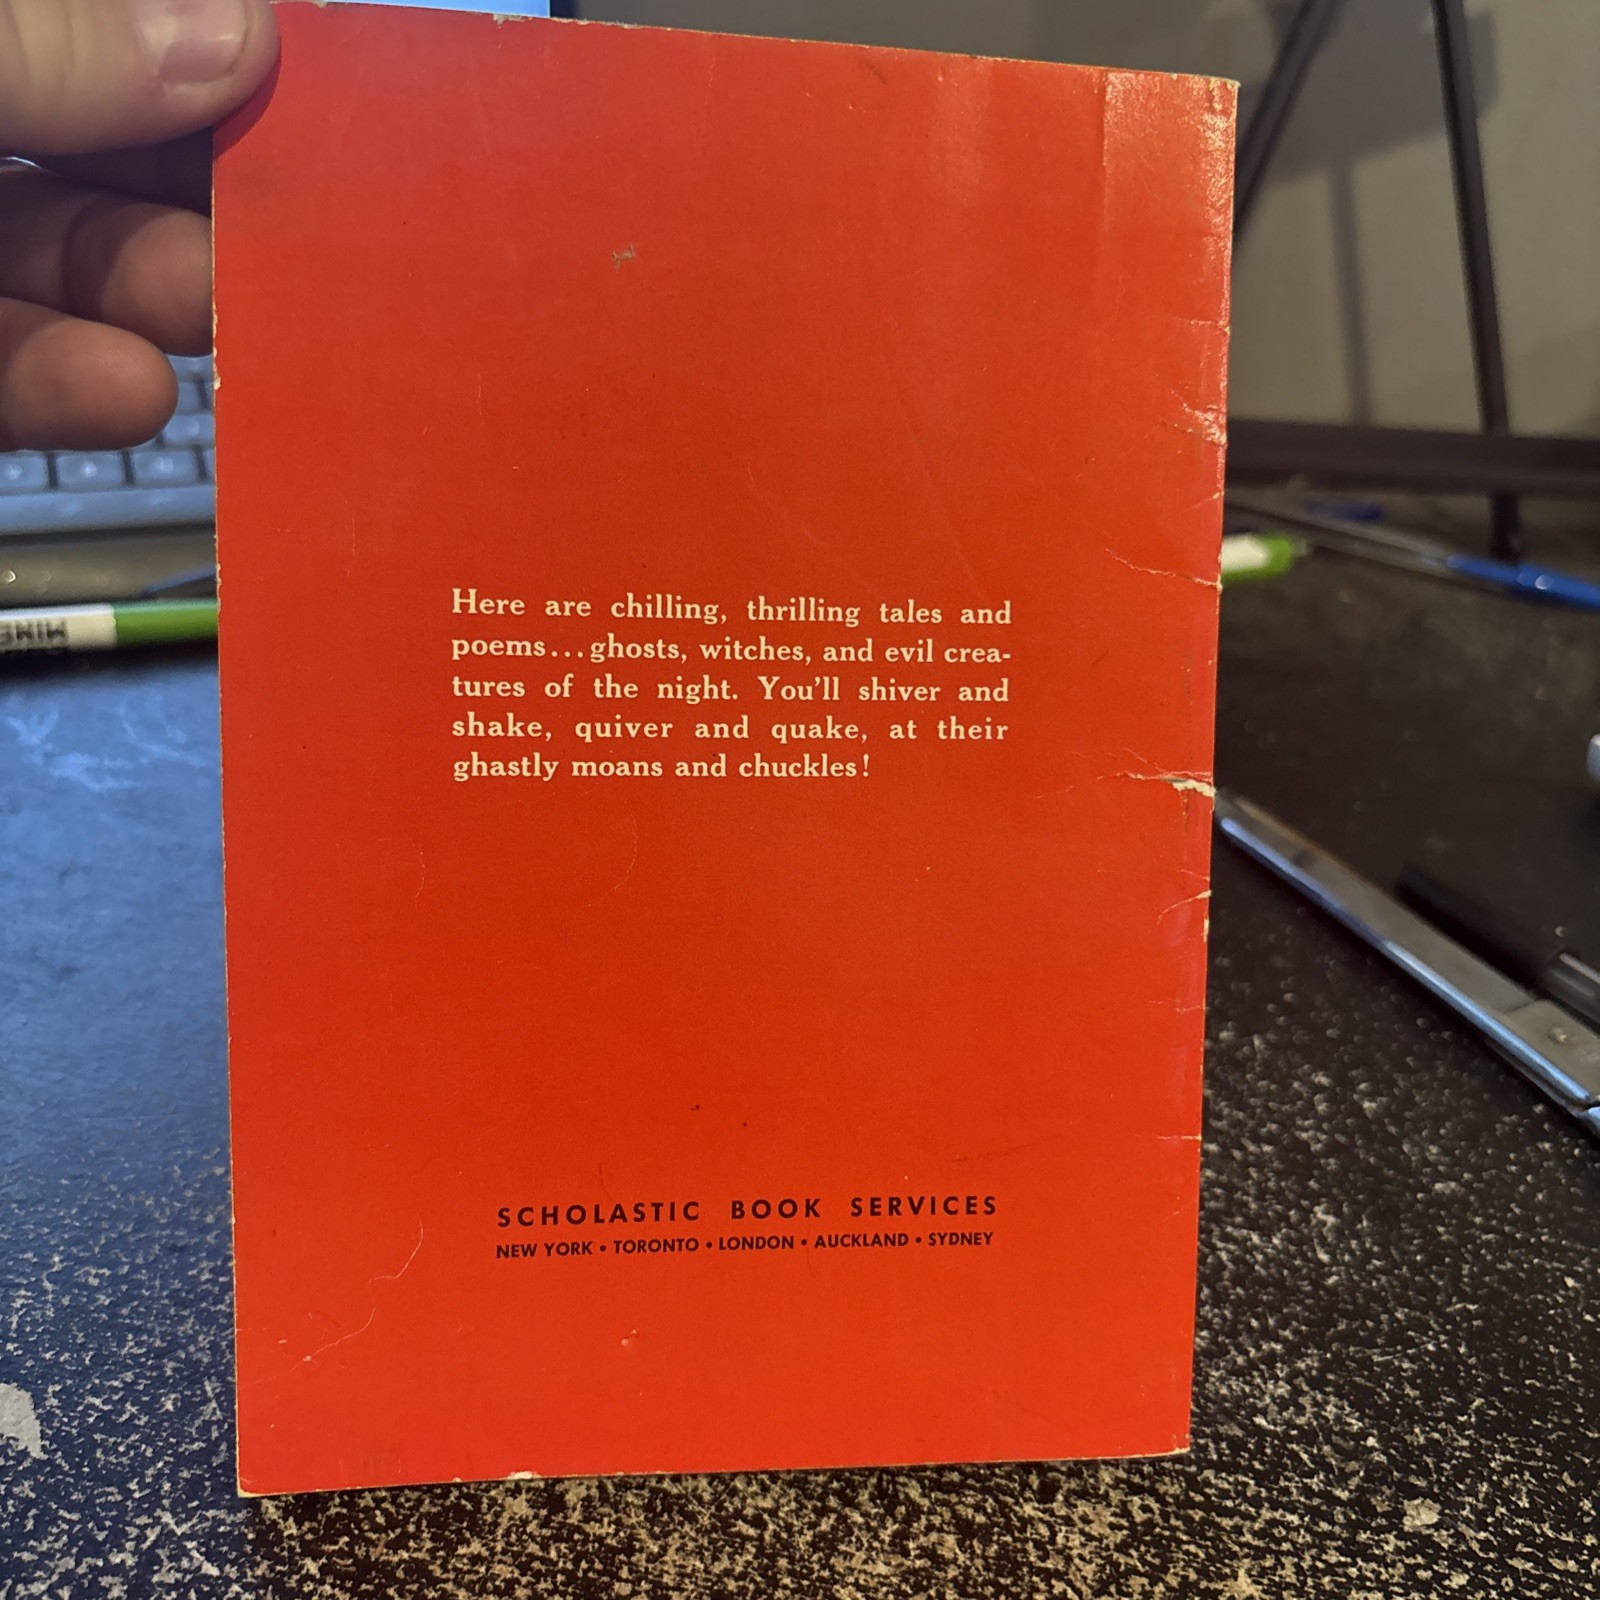 Here are chilling, thrilling tales and
poems...ghosts, witches, and evil crea-
tures of the night. You'll shiver and
shake, quiver and quake, at their
ghastly moans and chuckles!
SCHOLASTIC BOOK SERVICES
NEW YORK • TORONTO • LONDON • AUCKLAND • SYDNEY